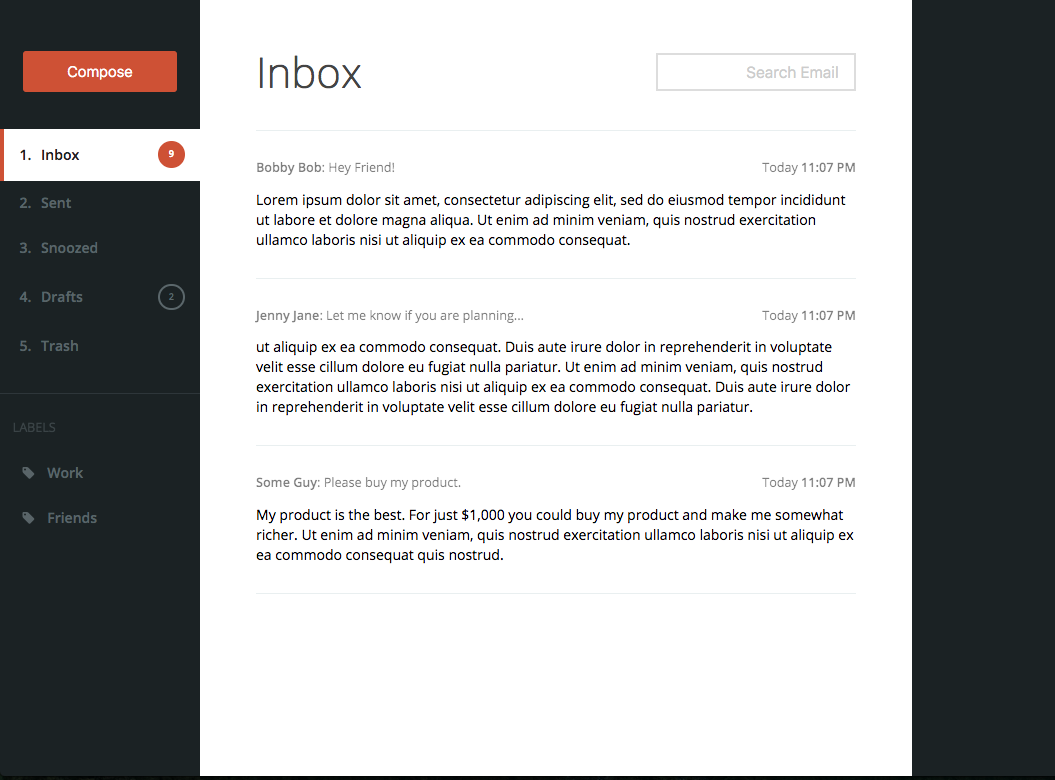 Compose
1. Inbox 9
2. Sent
3. Snoozed
4. Drafts 2
5. Trash
LABELS
Work
Friends
Inbox
Search Email
Bobby Bob: Hey Friend! Today 11:07 PM
Lorem ipsum dolor sit amet, consectetur adipiscing elit, sed do eiusmod tempor incididunt
ut labore et dolore magna aliqua. Ut enim ad minim veniam, quis nostrud exercitation
ullamco laboris nisi ut aliquip ex ea commodo consequat.
Jenny Jane: Let me know if you are planning... Today 11:07 PM
ut aliquip ex ea commodo consequat. Duis aute irure dolor in reprehenderit in voluptate
velit esse cillum dolore eu fugiat nulla pariatur. Ut enim ad minim veniam, quis nostrud
exercitation ullamco laboris nisi ut aliquip ex ea commodo consequat. Duis aute irure dolor
in reprehenderit in voluptate velit esse cillum dolore eu fugiat nulla pariatur.
Some Guy: Please buy my product. Today 11:07 PM
My product is the best. For just $1,000 you could buy my product and make me somewhat
richer. Ut enim ad minim veniam, quis nostrud exercitation ullamco laboris nisi ut aliquip ex
ea commodo consequat quis nostrud.